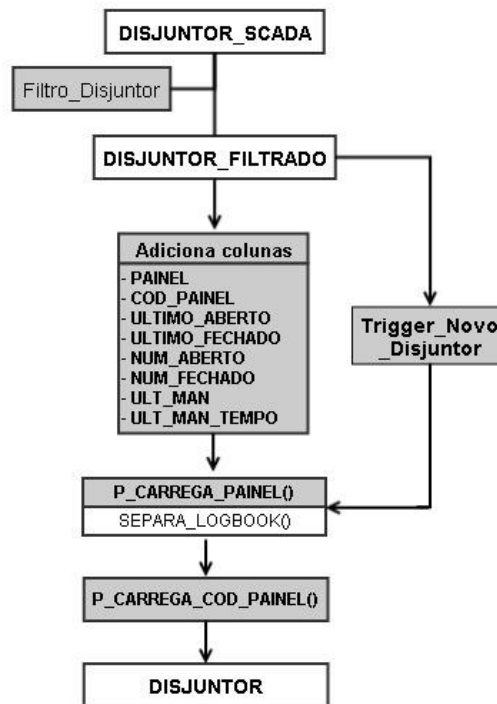 DISJUNTOR_SCADA
Filtro_Disjuntor
DISJUNTOR_FILTRADO
Adiciona colunas
- PAINEL
- COD_PAINEL
- ULTIMO_ABERTO
- ULTIMO_FECHADO
- NUM_ABERTO
- NUM_FECHADO
- ULT_MAN
- ULT_MAN_TEMPO
Trigger_Novo
_Disjuntor
P_CARREGA_PAINEL()
SEPARA_LOGBOOK()
P_CARREGA_COD_PAINEL()
DISJUNTOR